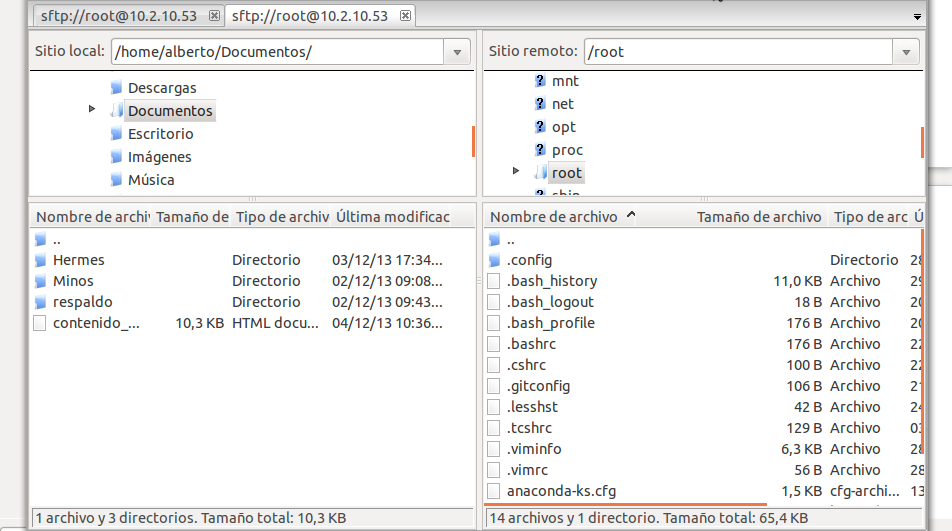 sftp://root@10.2.10.53 sftp://root@10.2.10.53
Sitio local: /home/alberto/Documentos/
Descargas
Documentos
Escritorio
Imágenes
Música
Nombre de archiv Tamaño de Tipo de archiv Última modificac
..
Hermes Directorio 03/12/13 17:34...
Minos Directorio 02/12/13 09:08...
respaldo Directorio 02/12/13 09:43...
contenido_... 10,3 KB HTML docu... 04/12/13 10:36...
1 archivo y 3 directorios. Tamaño total: 10,3 KB
Sitio remoto: /root
mnt
net
opt
proc
root
sbin
Nombre de archivo Tamaño de archivo Tipo de arc Ú
..
.config Directorio 28
.bash_history 11,0 KB Archivo 29
.bash_logout 18 B Archivo 20
.bash_profile 176 B Archivo 20
.bashrc 176 B Archivo 22
.cshrc 100 B Archivo 22
.gitconfig 106 B Archivo 21
.lesshst 42 B Archivo 24
.tcshrc 129 B Archivo 03
.viminfo 6,3 KB Archivo 28
.vimrc 56 B Archivo 28
anaconda-ks.cfg 1,5 KB cfg-archi... 13
14 archivos y 1 directorio. Tamaño total: 65,4 KB